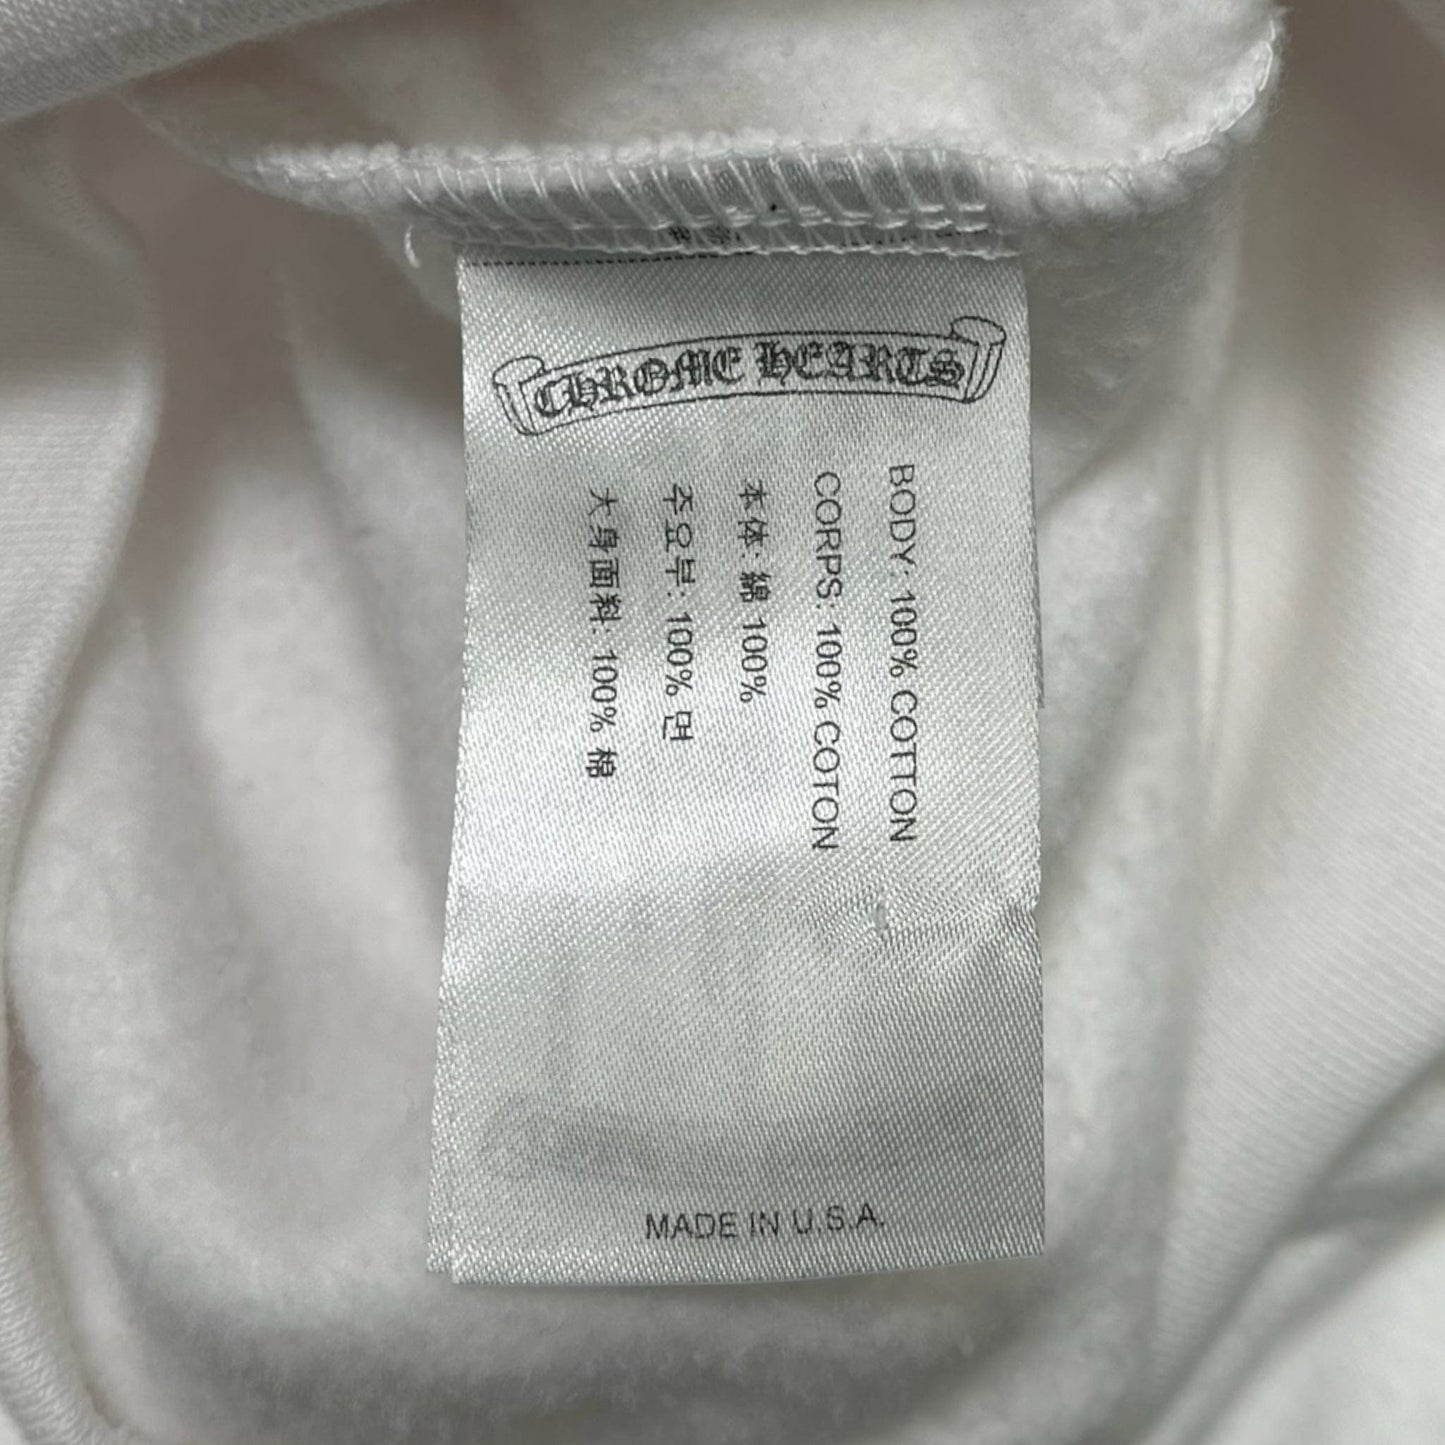 CHROME HEARTS
BODY: 100% COTTON
CORPS: 100% COTON
本体: 綿 100%
주요부: 100% 면
大身面料: 100% 棉
MADE IN U.S.A.